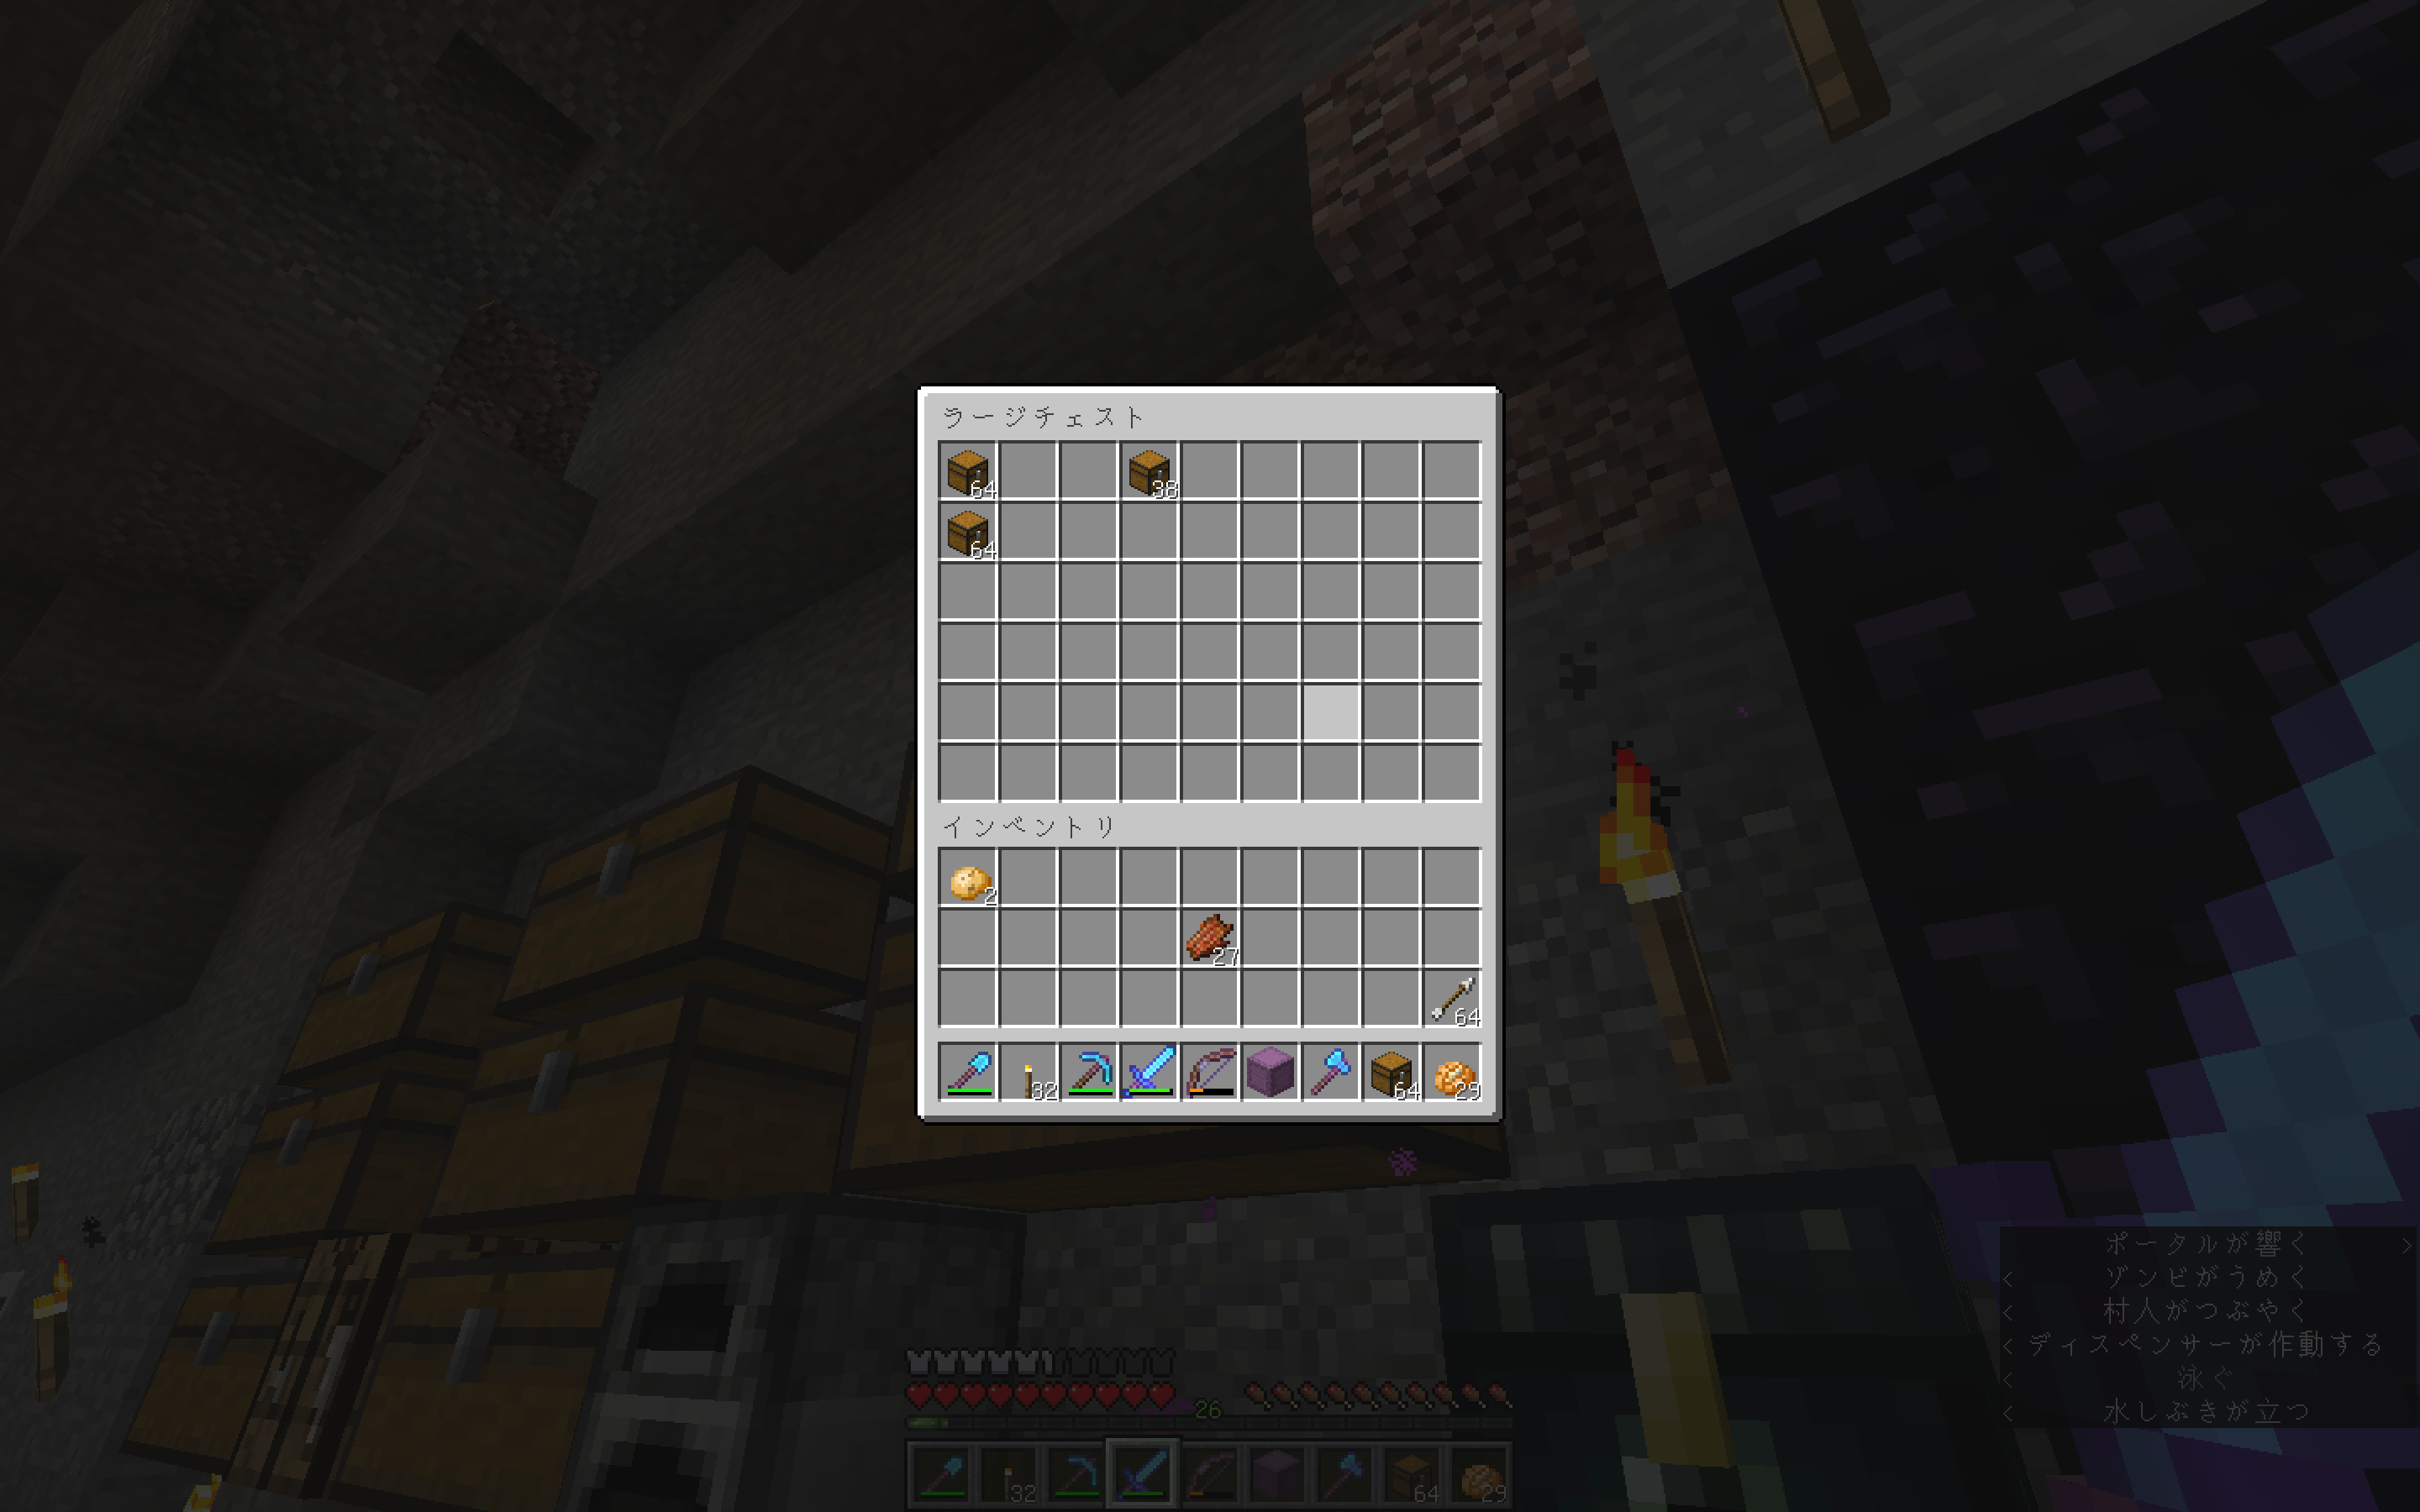 ラージチェスト
64
38
64
インベントリ
2
27
64
32
64
29
ポータルが響く >
< ゾンビがうめく
< 村人がつぶやく
< ディスペンサーが作動する
< 泳ぐ
< 水しぶきが立つ
26
32
64
29